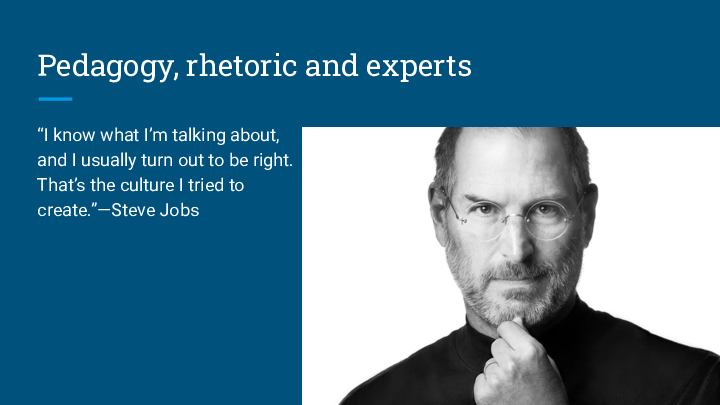 Pedagogy, rhetoric and experts
“I know what I’m talking about,
and I usually turn out to be right.
That’s the culture I tried to
create.”—Steve Jobs